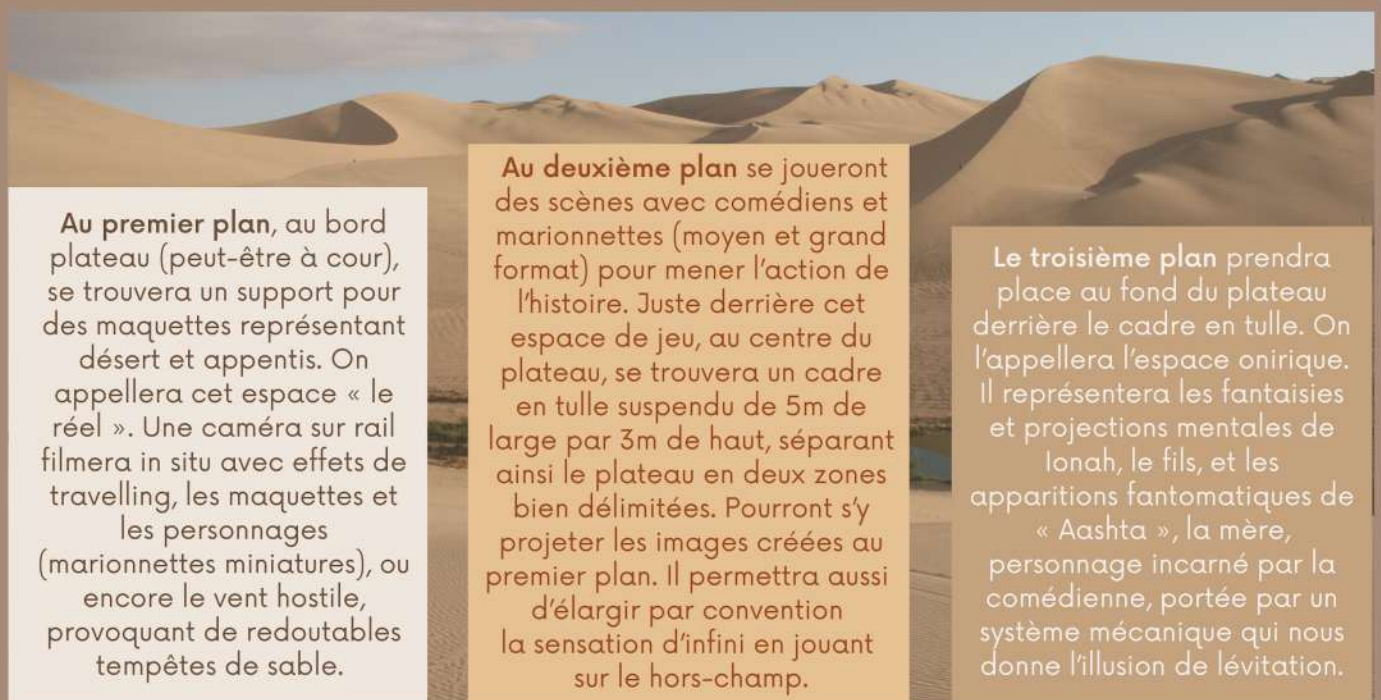 Au premier plan, au bord
plateau (peut-être à cour),
se trouvera un support pour
des maquettes représentant
désert et appentis. On
appellera cet espace « le
réel ». Une caméra sur rail
filmera in situ avec effets de
travelling, les maquettes et
les personnages
(marionnettes miniatures), ou
encore le vent hostile,
provoquant de redoutables
tempêtes de sable.
Au deuxième plan se joueront
des scènes avec comédiens et
marionnettes (moyen et grand
format) pour mener l'action de
l'histoire. Juste derrière cet
espace de jeu, au centre du
plateau, se trouvera un cadre
en tulle suspendu de 5m de
large par 3m de haut, séparant
ainsi le plateau en deux zones
bien délimitées. Pourront s'y
projeter les images créées au
premier plan. Il permettra aussi
d'élargir par convention
la sensation d'infini en jouant
sur le hors-champ.
Le troisième plan prendra
place au fond du plateau
derrière le cadre en tulle. On
l'appellera l'espace onirique.
Il représentera les fantaisies
et projections mentales de
Ionah, le fils, et les
apparitions fantomatiques de
« Aashta », la mère,
personnage incarné par la
comédienne, portée par un
système mécanique qui nous
donne l'illusion de lévitation.